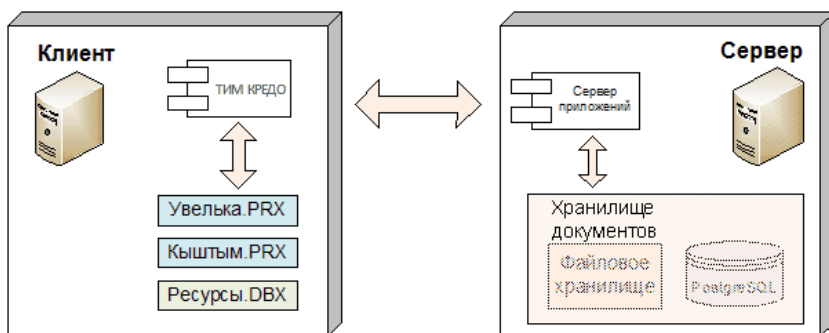 Клиент
ТИМ КРЕДО
Увелька.PRX
Кыштым.PRX
Ресурсы.DBX
Сервер
Сервер
приложений
Хранилище
документов
Файловое
хранилище
PostgreSQL